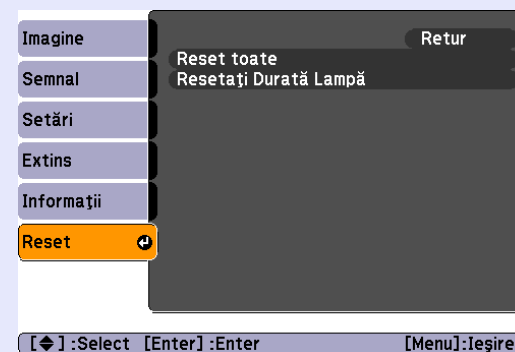 Imagine
Semnal
Setări
Extins
Informaţii
Reset
Retur
Reset toate
Resetaţi Durată Lampă
[◆] :Select [Enter] :Enter [Menu]:Ieşire